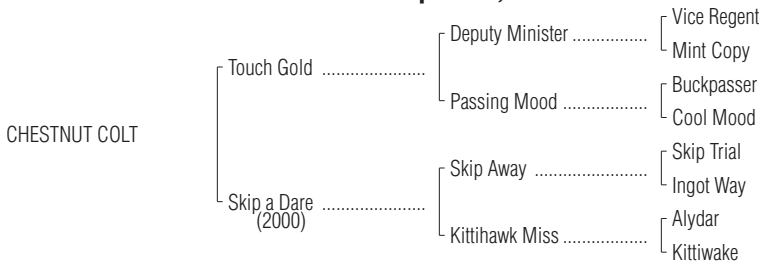 Vice Regent
Deputy Minister ................
Mint Copy
Touch Gold ......................
Buckpasser
Passing Mood ..................
Cool Mood
CHESTNUT COLT
Skip Trial
Skip Away ........................
Ingot Way
Skip a Dare ......................
(2000)
Alydar
Kittihawk Miss ..................
Kittiwake